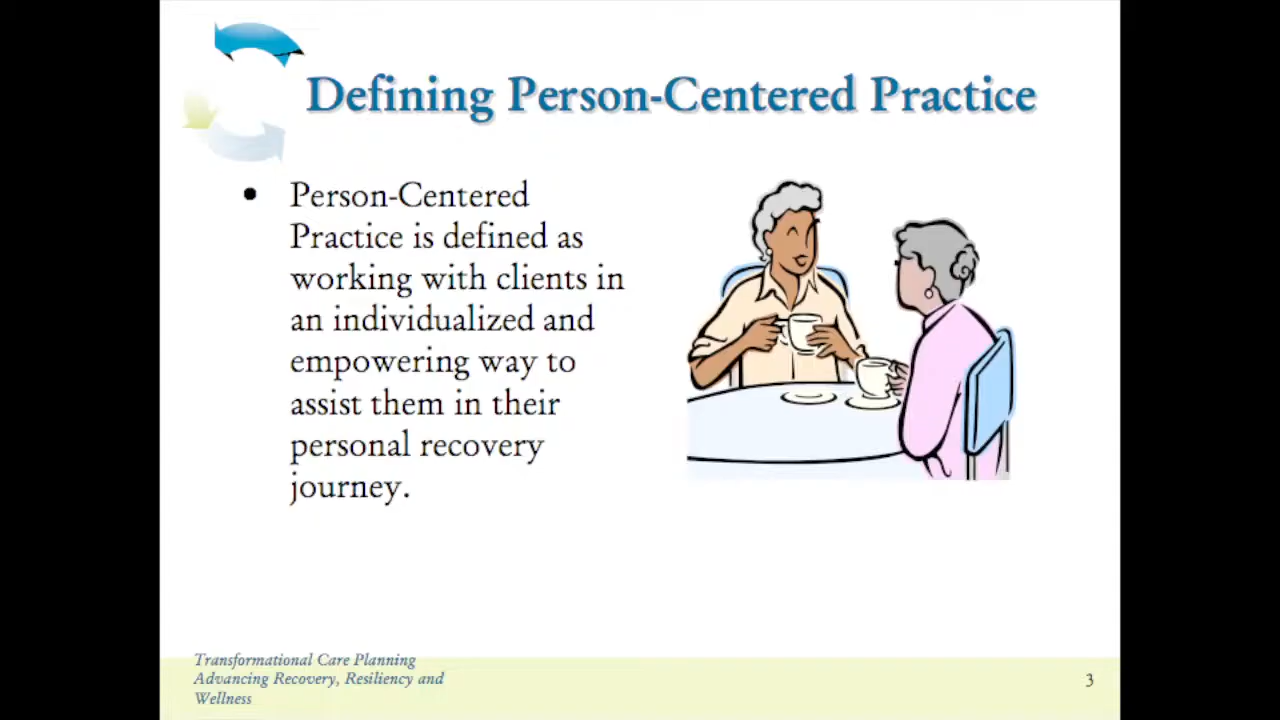 Defining Person-Centered Practice
• Person-Centered
Practice is defined as
working with clients in
an individualized and
empowering way to
assist them in their
personal recovery
journey.
Transformational Care Planning
Advancing Recovery, Resiliency and
Wellness
3